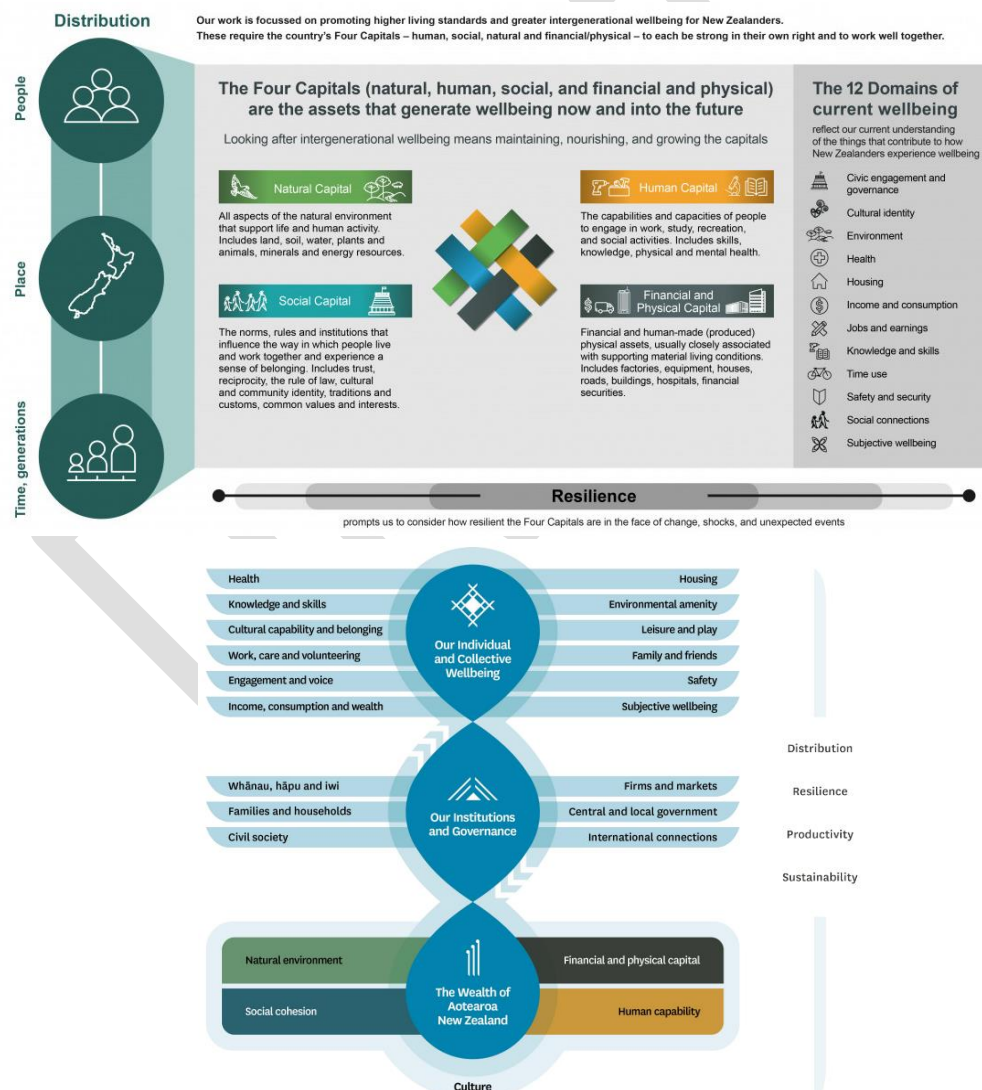 Distribution
Our work is focussed on promoting higher living standards and greater intergenerational wellbeing for New Zealanders.
These require the country's Four Capitals – human, social, natural and financial/physical – to each be strong in their own right and to work well together.
People
Place
Time, generations
The Four Capitals (natural, human, social, and financial and physical)
are the assets that generate wellbeing now and into the future
Looking after intergenerational wellbeing means maintaining, nourishing, and growing the capitals
Natural Capital
All aspects of the natural environment
that support life and human activity.
Includes land, soil, water, plants and
animals, minerals and energy resources.
Human Capital
The capabilities and capacities of people
to engage in work, study, recreation,
and social activities. Includes skills,
knowledge, physical and mental health.
Social Capital
The norms, rules and institutions that
influence the way in which people live
and work together and experience a
sense of belonging. Includes trust,
reciprocity, the rule of law, cultural
and community identity, traditions and
customs, common values and interests.
Financial and
Physical Capital
Financial and human-made (produced)
physical assets, usually closely associated
with supporting material living conditions.
Includes factories, equipment, houses,
roads, buildings, hospitals, financial
securities.
The 12 Domains of
current wellbeing
reflect our current understanding
of the things that contribute to how
New Zealanders experience wellbeing
Civic engagement and
governance
Cultural identity
Environment
Health
Housing
Income and consumption
Jobs and earnings
Knowledge and skills
Time use
Safety and security
Social connections
Subjective wellbeing
Resilience
prompts us to consider how resilient the Four Capitals are in the face of change, shocks, and unexpected events
Health
Knowledge and skills
Cultural capability and belonging
Work, care and volunteering
Engagement and voice
Income, consumption and wealth
Our Individual
and Collective
Wellbeing
Housing
Environmental amenity
Leisure and play
Family and friends
Safety
Subjective wellbeing
Whānau, hāpu and iwi
Families and households
Civil society
Our Institutions
and Governance
Firms and markets
Central and local government
International connections
Distribution
Resilience
Productivity
Sustainability
Natural environment
Social cohesion
The Wealth of
Aotearoa
New Zealand
Financial and physical capital
Human capability
Culture